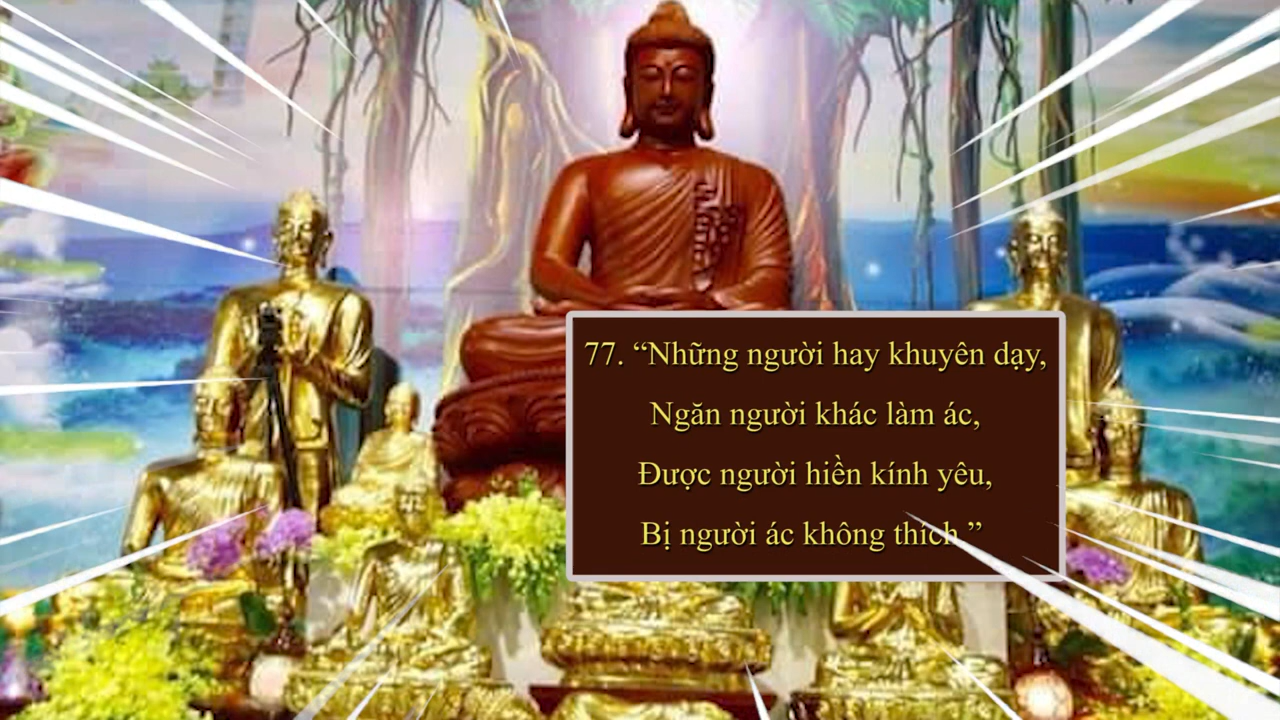 77. “Những người hay khuyên dạy,
Ngăn người khác làm ác,
Được người hiền kính yêu,
Bị người ác không thích.”